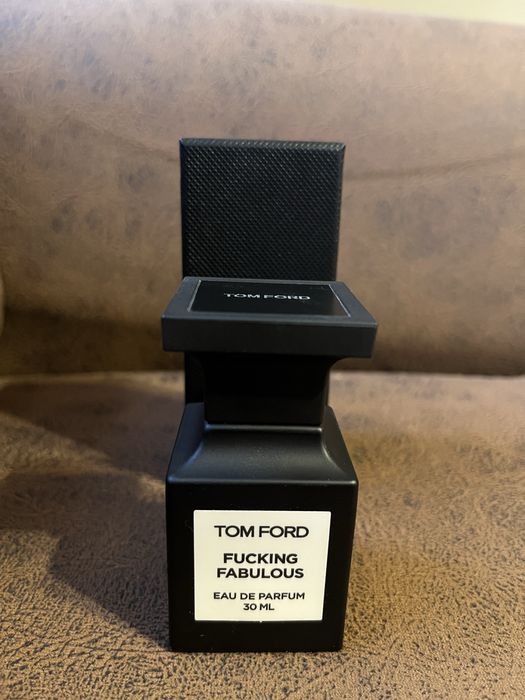 TOM FORD
TOM FORD
FUCKING
FABULOUS
EAU DE PARFUM
30 ML